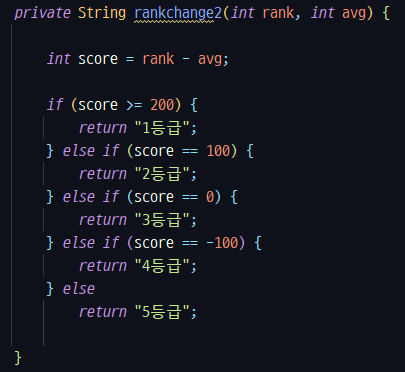 private String rankchange2(int rank, int avg) {
int score = rank - avg;
if (score >= 200) {
return "1등급";
} else if (score == 100) {
return "2등급";
} else if (score == 0) {
return "3등급";
} else if (score == -100) {
return "4등급";
} else
return "5등급";
}